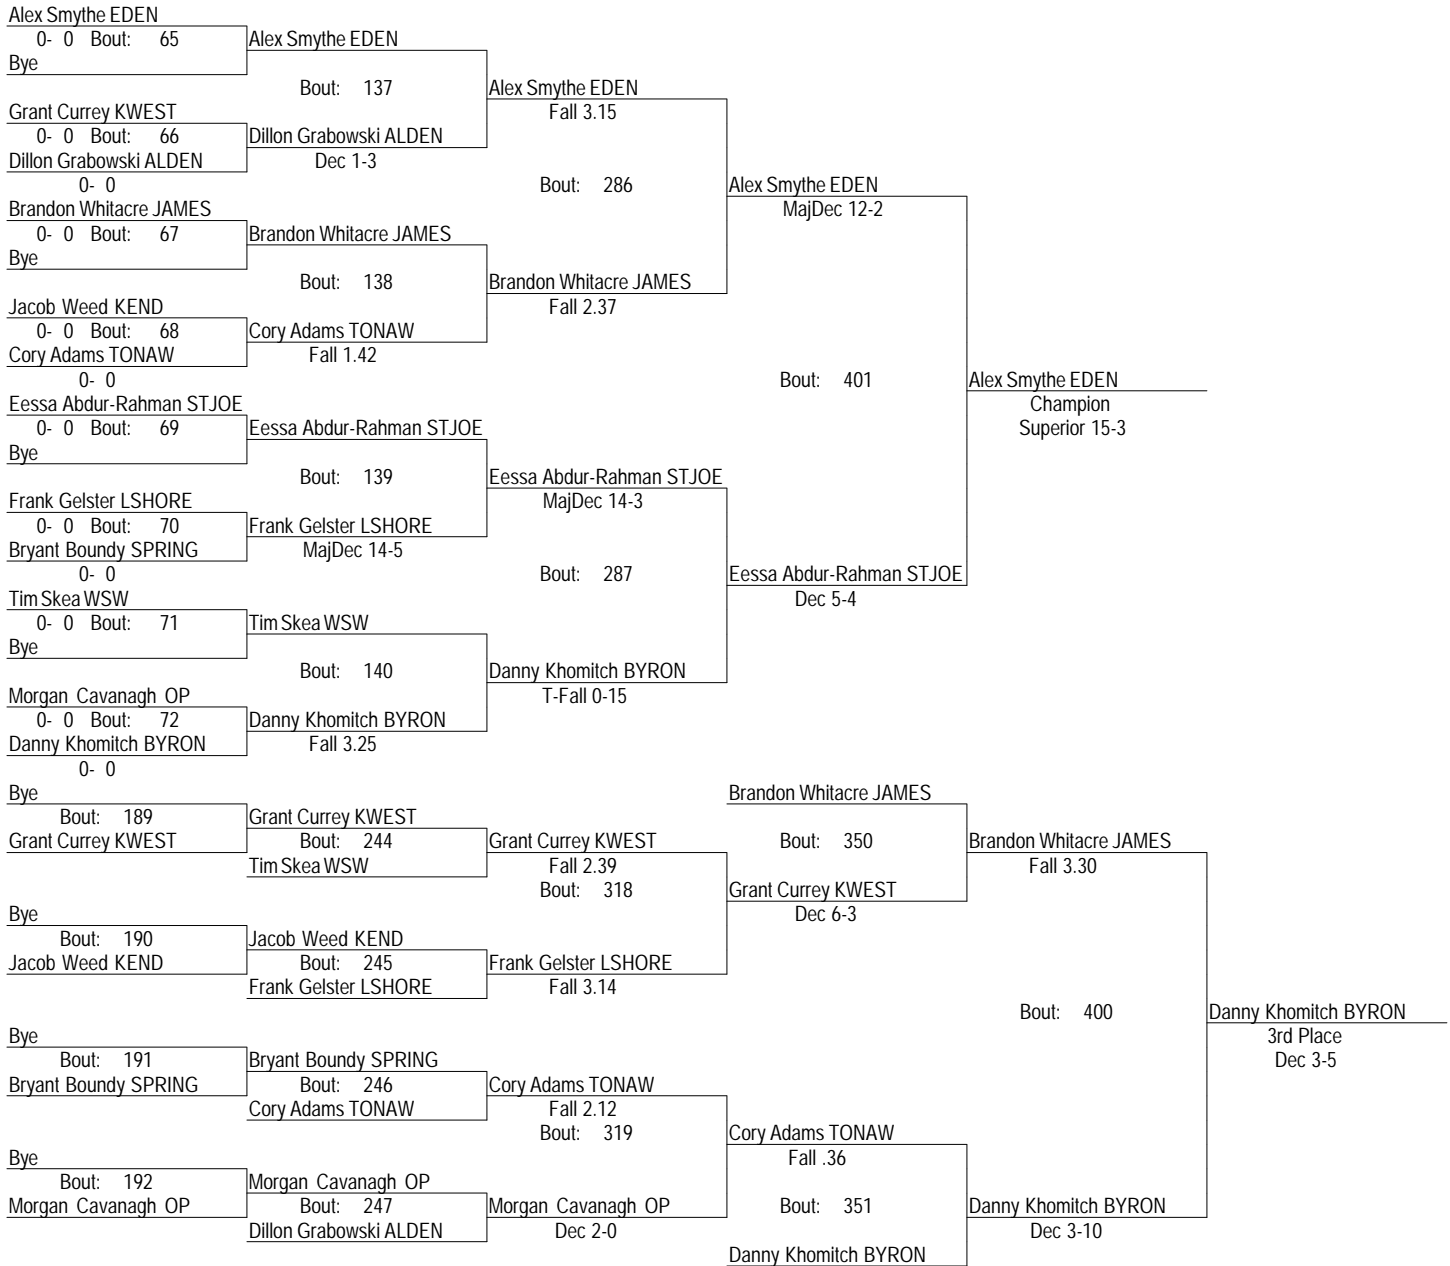 Alex Smythe EDEN
0- 0 Bout: 65 Alex Smythe EDEN
Bye
Bout: 137 Alex Smythe EDEN
Grant Currey KWEST Fall 3.15
0- 0 Bout: 66 Dillon Grabowski ALDEN
Dillon Grabowski ALDEN Dec 1-3
0- 0 Bout: 286 Alex Smythe EDEN
Brandon Whitacre JAMES MajDec 12-2
0- 0 Bout: 67 Brandon Whitacre JAMES
Bye
Bout: 138 Brandon Whitacre JAMES
Jacob Weed KEND Fall 2.37
0- 0 Bout: 68 Cory Adams TONAW
Cory Adams TONAW Fall 1.42
0- 0 Bout: 401 Alex Smythe EDEN
Eessa Abdur-Rahman STJOE Champion
0- 0 Bout: 69 Eessa Abdur-Rahman STJOE Superior 15-3
Bye
Bout: 139 Eessa Abdur-Rahman STJOE
Frank Gelster LSHORE MajDec 14-3
0- 0 Bout: 70 Frank Gelster LSHORE
Bryant Boundy SPRING MajDec 14-5
0- 0 Bout: 287 Eessa Abdur-Rahman STJOE
Tim Skea WSW Dec 5-4
0- 0 Bout: 71 Tim Skea WSW
Bye
Bout: 140 Danny Khomitch BYRON
Morgan Cavanagh OP T-Fall 0-15
0- 0 Bout: 72 Danny Khomitch BYRON
Danny Khomitch BYRON Fall 3.25
0- 0
Bye Brandon Whitacre JAMES
Bout: 189 Grant Currey KWEST
Grant Currey KWEST Bout: 244 Grant Currey KWEST Bout: 350 Brandon Whitacre JAMES
Tim Skea WSW Fall 2.39 Fall 3.30
Bout: 318 Grant Currey KWEST
Bye Dec 6-3
Bout: 190 Jacob Weed KEND
Jacob Weed KEND Bout: 245 Frank Gelster LSHORE
Frank Gelster LSHORE Fall 3.14
Bout: 400 Danny Khomitch BYRON
Bye 3rd Place
Bout: 191 Bryant Boundy SPRING Dec 3-5
Bryant Boundy SPRING Bout: 246 Cory Adams TONAW
Cory Adams TONAW Fall 2.12
Bout: 319 Cory Adams TONAW
Bye Fall .36
Bout: 192 Morgan Cavanagh OP
Morgan Cavanagh OP Bout: 247 Morgan Cavanagh OP Bout: 351 Danny Khomitch BYRON
Dillon Grabowski ALDEN Dec 2-0 Dec 3-10
Danny Khomitch BYRON